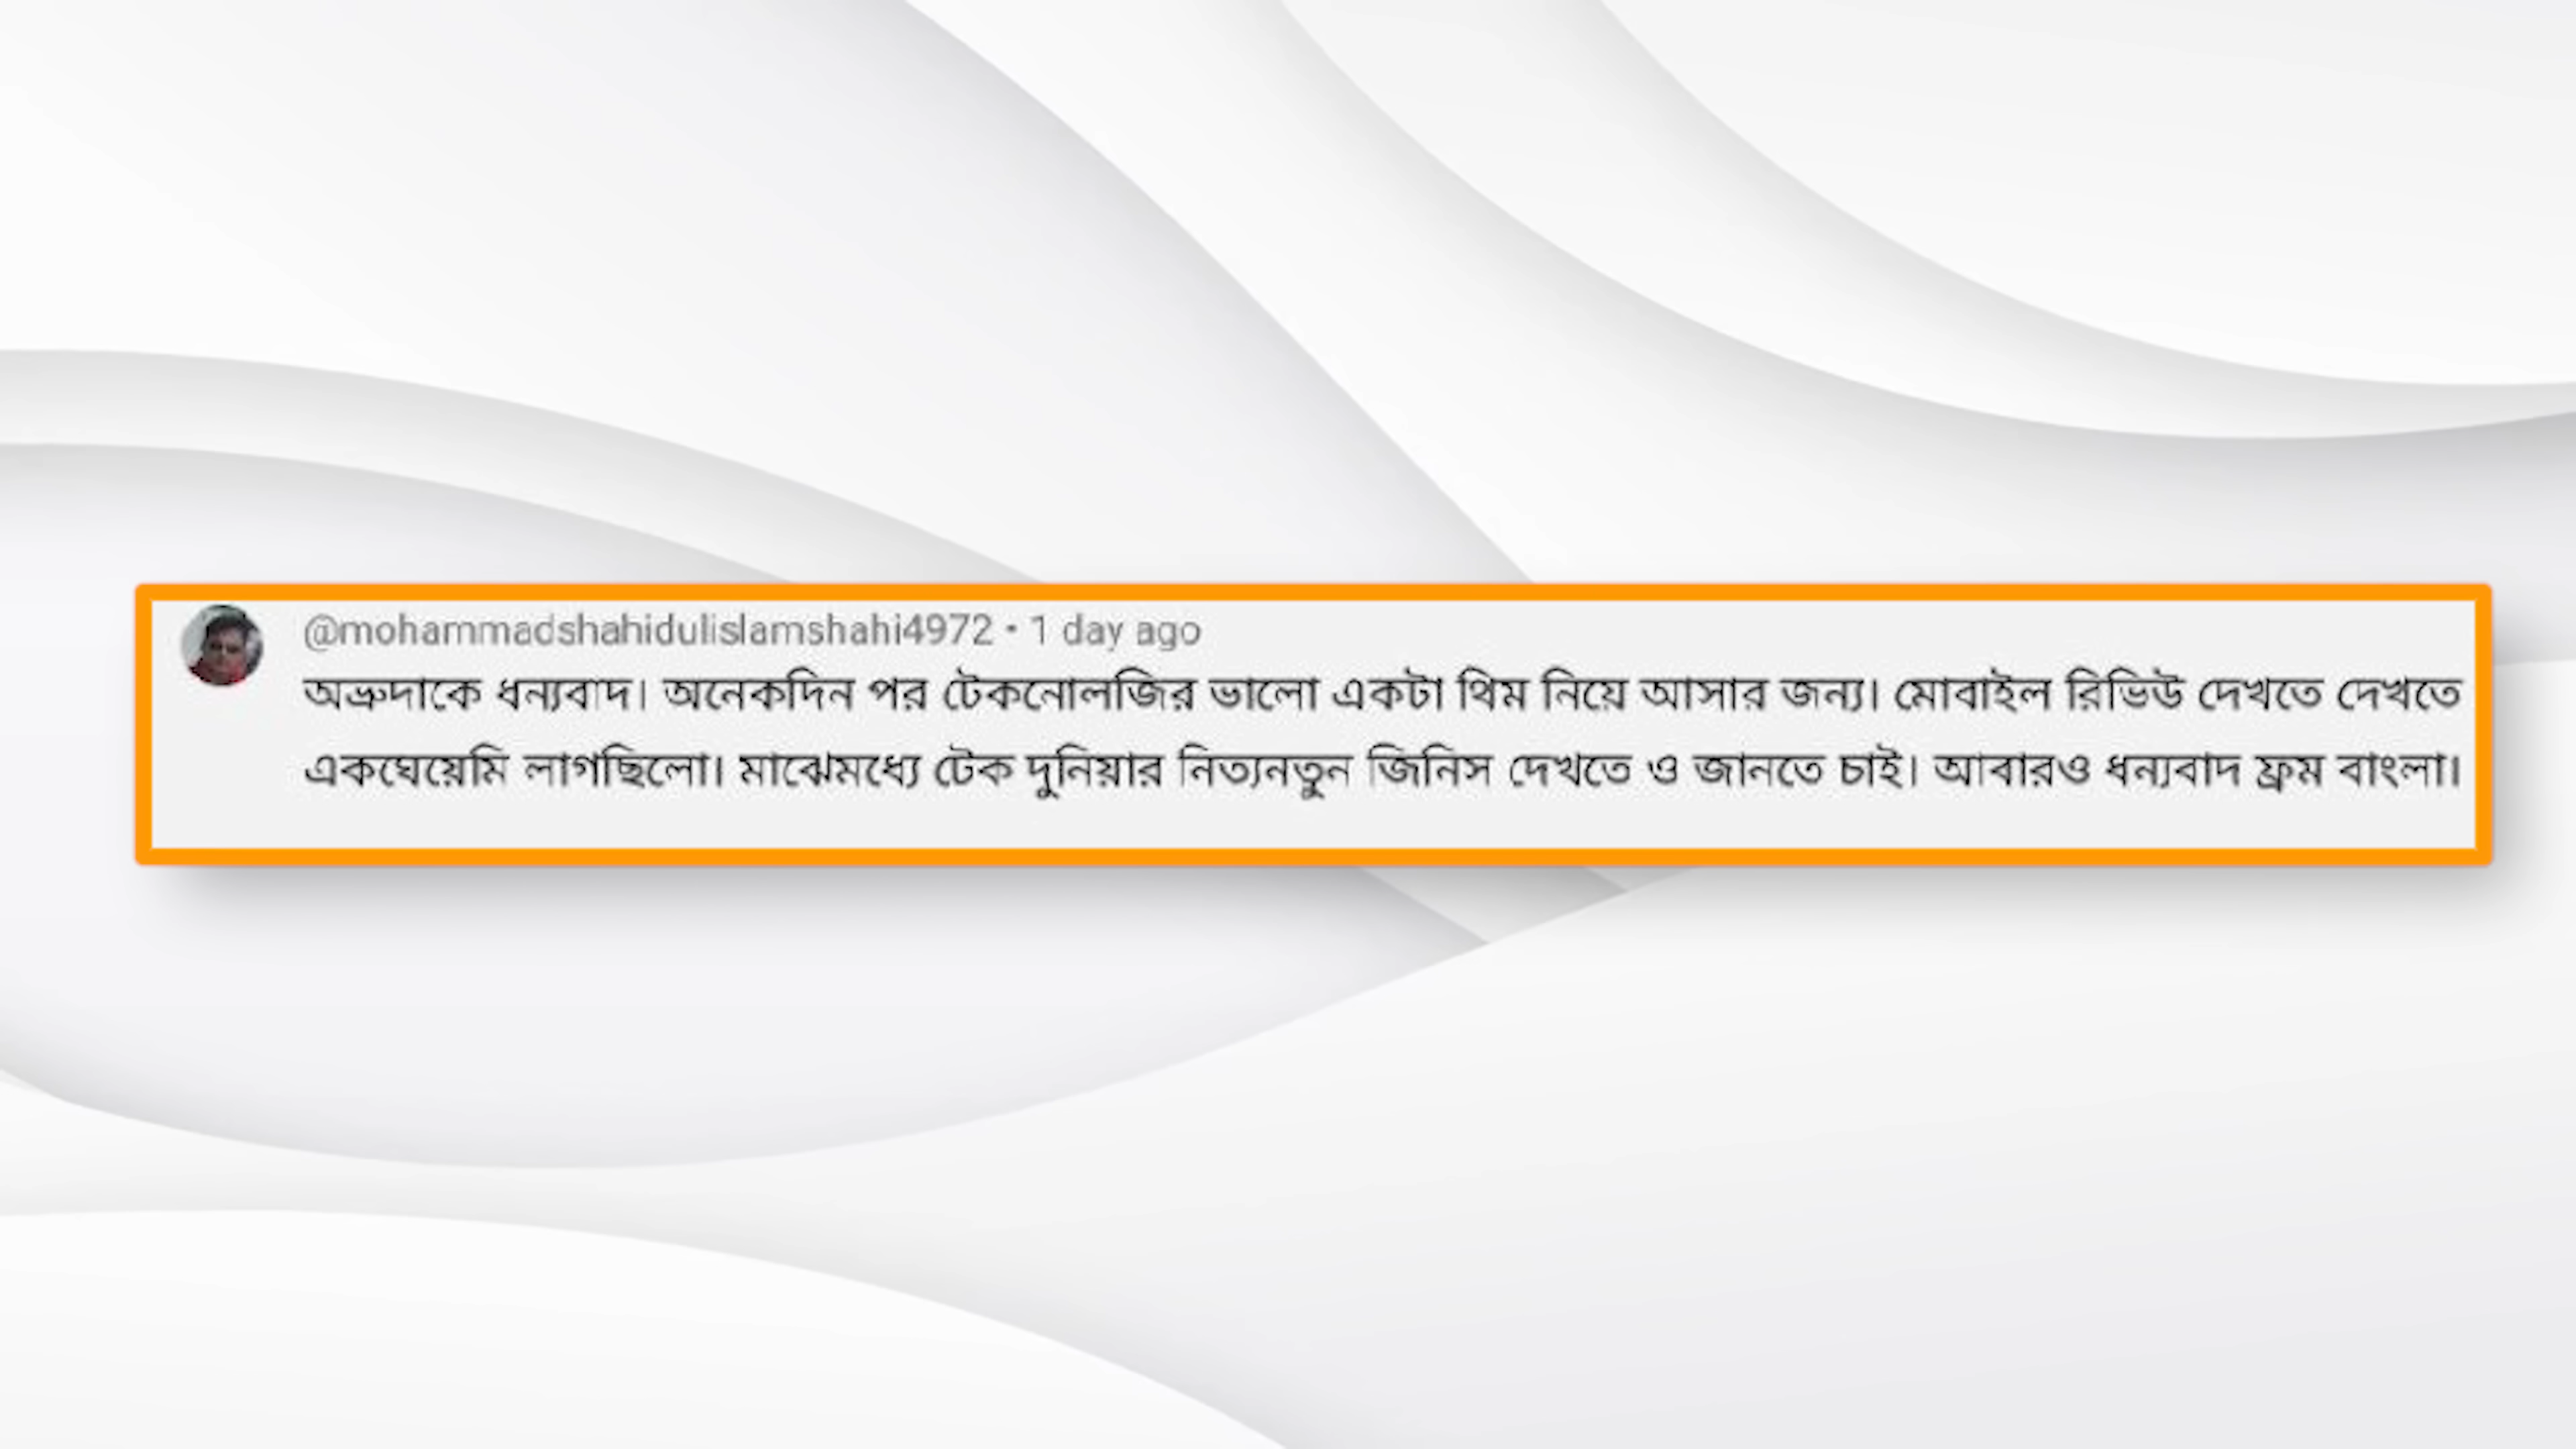 @mohammadshahidulislamshahi4972 • 1 day ago
অভ্রুদাকে ধন্যবাদ। অনেকদিন পর টেকনোলজির ভালো একটা থিম নিয়ে আসার জন্য। মোবাইল রিভিউ দেখতে দেখতে
একঘেয়েমি লাগছিলো। মাঝেমধ্যে টেক দুনিয়ার নিত্যনতুন জিনিস দেখতে ও জানতে চাই। আবারও ধন্যবাদ ফ্রম বাংলা।